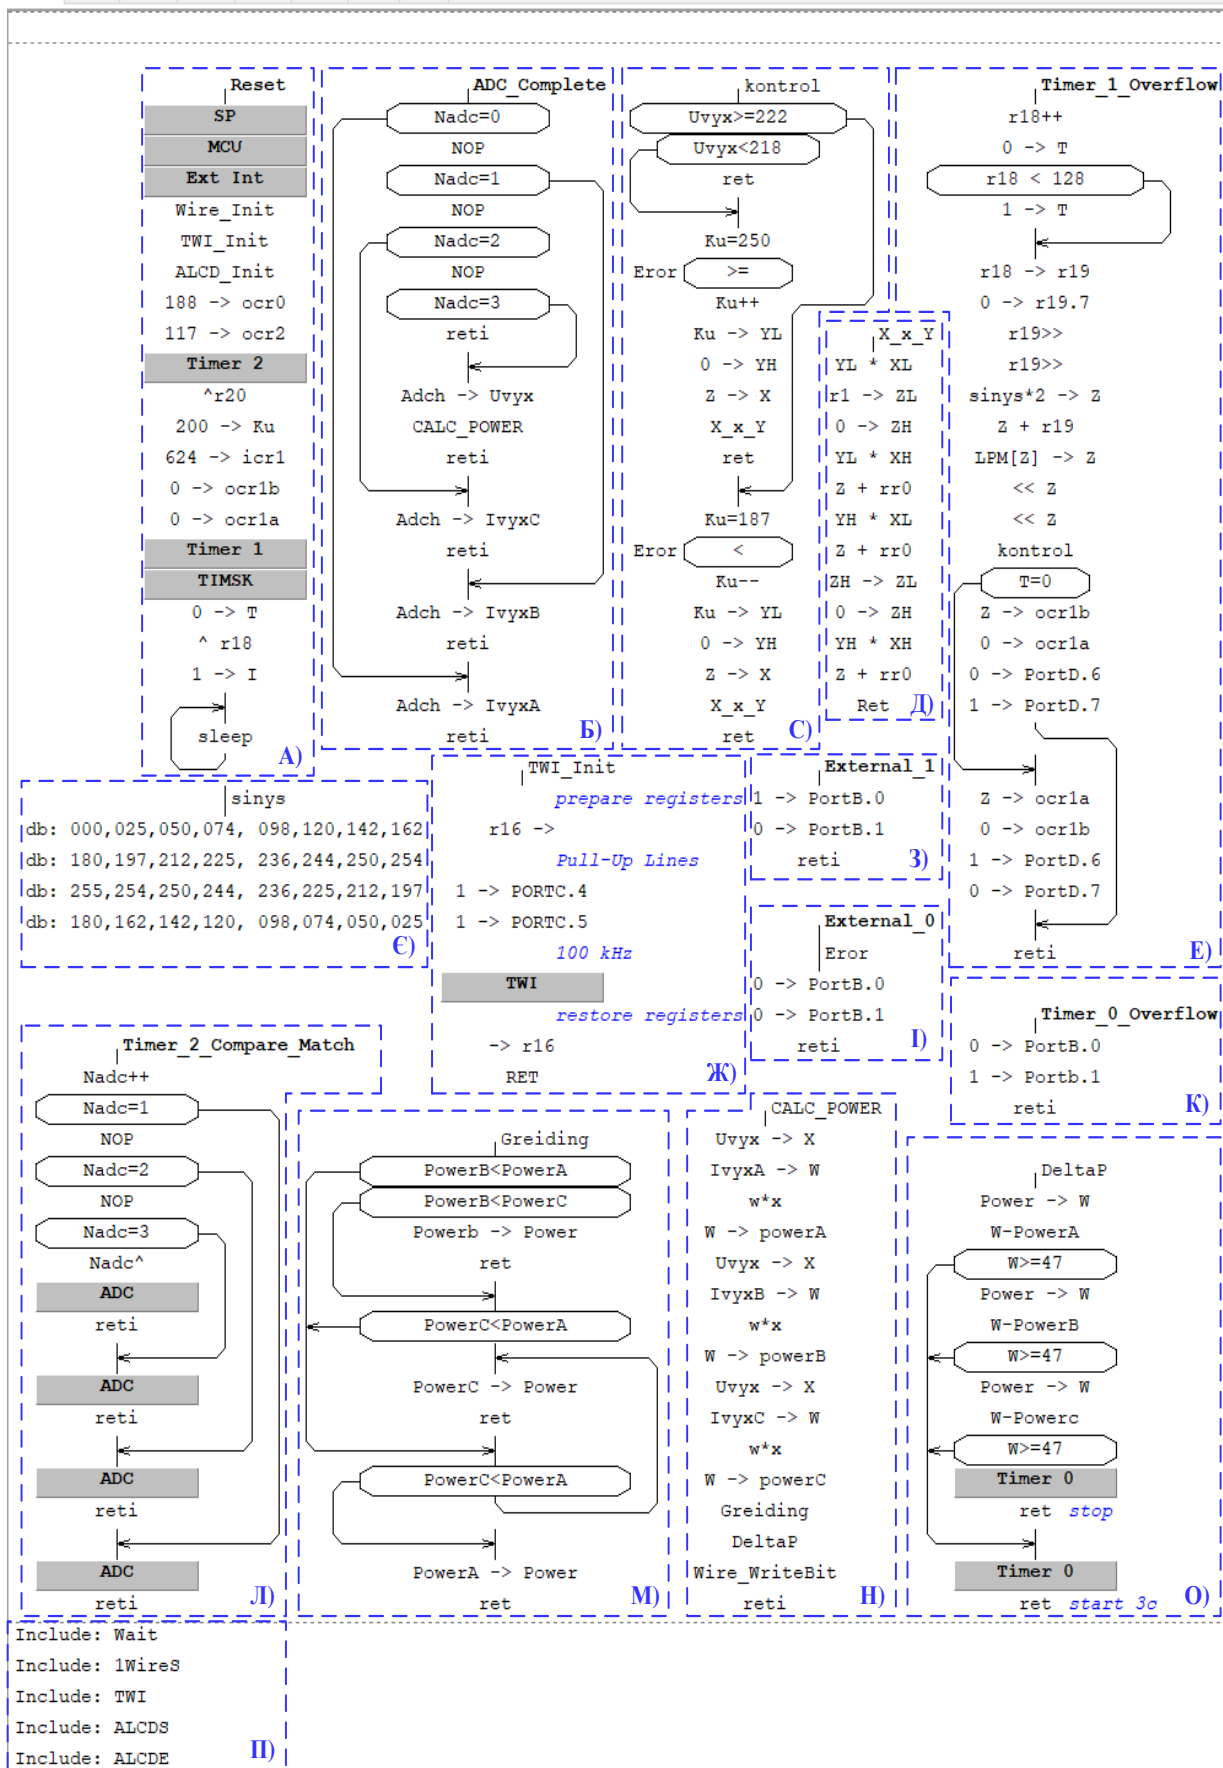 Reset
SP
MCU
Ext Int
Wire_Init
TWI_Init
ALCD_Init
188 -> ocr0
117 -> ocr2
Timer 2
^r20
200 -> Ku
624 -> icr1
0 -> ocr1b
0 -> ocr1a
Timer 1
TIMSK
0 -> T
^ r18
1 -> I
sleep
А)
ADC_Complete
Nadc=0
NOP
Nadc=1
NOP
Nadc=2
NOP
Nadc=3
reti
Adch -> Uvyx
CALC_POWER
reti
Adch -> IvyxC
reti
Adch -> IvyxB
reti
Adch -> IvyxA
reti
Б)
kontrol
Uvyx>=222
Uvyx<218
ret
Ku=250
Eror >=
Ku++
Ku -> YL
0 -> YH
Z -> X
X_x_Y
ret
Ku=187
Eror <
Ku--
Ku -> YL
0 -> YH
Z -> X
X_x_Y
ret
С)
X_x_Y
YL * XL
r1 -> ZL
0 -> ZH
YL * XH
Z + rr0
YH * XL
Z + rr0
ZH -> ZL
0 -> ZH
YH * XH
Z + rr0
Ret
Д)
Timer_1_Overflow
r18++
0 -> T
r18 < 128
1 -> T
r18 -> r19
0 -> r19.7
r19>>
r19>>
sinys*2 -> Z
Z + r19
LPM[Z] -> Z
<< Z
<< Z
kontrol
T=0
Z -> ocr1b
0 -> ocr1a
0 -> PortD.6
1 -> PortD.7
Z -> ocr1a
0 -> ocr1b
1 -> PortD.6
0 -> PortD.7
reti
Е)
sinys
db: 000,025,050,074, 098,120,142,162
db: 180,197,212,225, 236,244,250,254
db: 255,254,250,244, 236,225,212,197
db: 180,162,142,120, 098,074,050,025
Є)
TWI_Init
prepare registers
r16 ->
Pull-Up Lines
1 -> PORTC.4
1 -> PORTC.5
100 kHz
TWI
restore registers
-> r16
RET
Ж)
External_1
1 -> PortB.0
0 -> PortB.1
reti
З)
External_0
Eror
0 -> PortB.0
0 -> PortB.1
reti
І)
Timer_0_Overflow
0 -> PortB.0
1 -> Portb.1
reti
К)
Timer_2_Compare_Match
Nadc++
Nadc=1
NOP
Nadc=2
NOP
Nadc=3
Nadc^
ADC
reti
ADC
reti
ADC
reti
ADC
reti
Л)
Greiding
PowerB<PowerA
PowerB<PowerC
Powerb -> Power
ret
PowerC<PowerA
PowerC -> Power
ret
PowerC<PowerA
PowerA -> Power
ret
М)
CALC_POWER
Uvyx -> X
IvyxA -> W
w*x
W -> powerA
Uvyx -> X
IvyxB -> W
w*x
W -> powerB
Uvyx -> X
IvyxC -> W
w*x
W -> powerC
Greiding
DeltaP
Wire_WriteBit
reti
Н)
DeltaP
Power -> W
W-PowerA
W>=47
Power -> W
W-PowerB
W>=47
Power -> W
W-Powerc
W>=47
Timer 0
ret stop
Timer 0
ret start 3c
О)
Include: Wait
Include: 1WireS
Include: TWI
Include: ALCDS
Include: ALCDE
П)